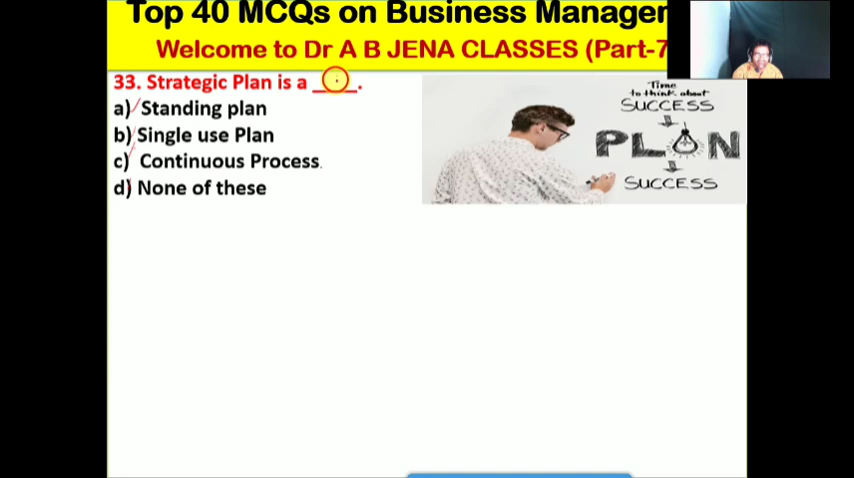 Top 40 MCQs on Business Manager
Welcome to Dr A B JENA CLASSES (Part-7
33. Strategic Plan is a ____.
a) Standing plan
b) Single use Plan
c) Continuous Process.
d) None of these
Time
to think about
SUCCESS
PLAN
SUCCESS